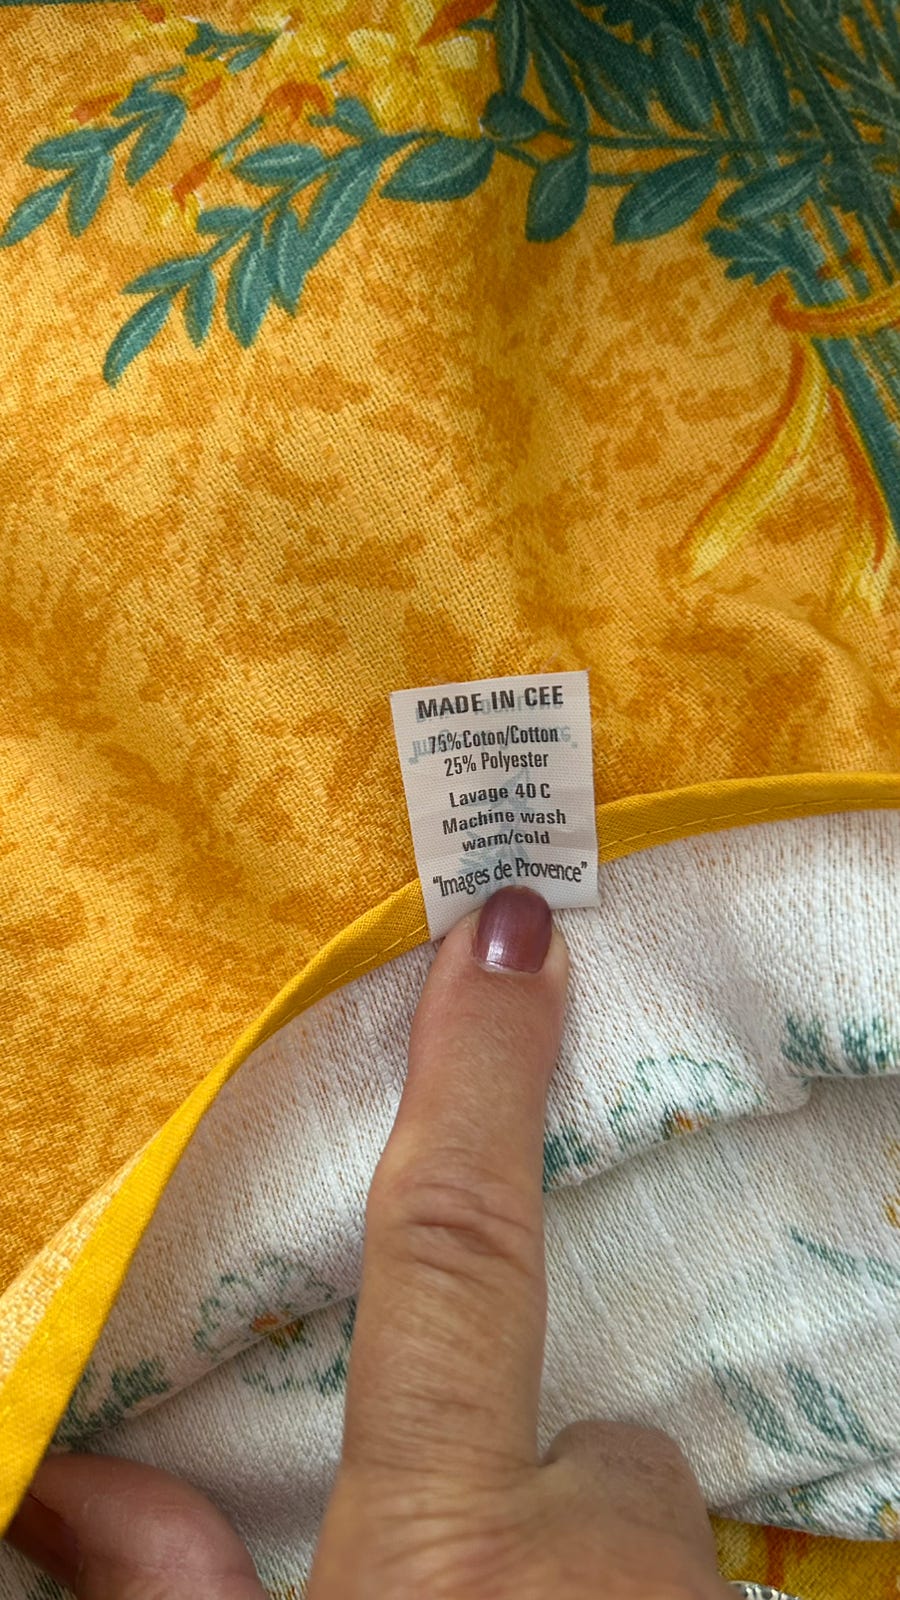 MADE IN CEE
75%Coton/Cotton
25% Polyester
Lavage 40 C
Machine wash
warm/cold
"Images de Provence"